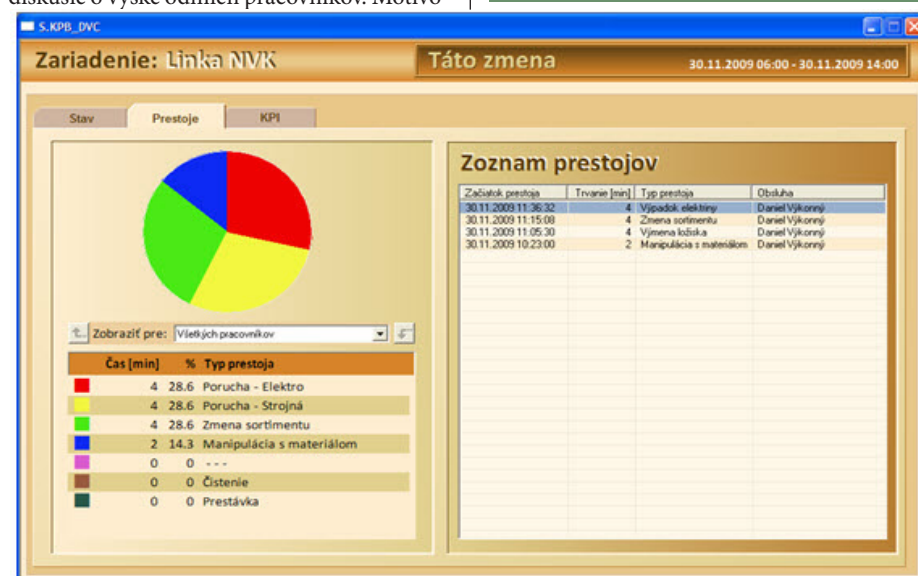 diskusie o výške odmien pracovníkov. Motivo-
S.KPB_DVC
Zariadenie: Linka NVK
Táto zmena
30.11.2009 06:00 - 30.11.2009 14:00
Stav Prestoje KPI
Zobraziť pre: Všetkých pracovníkov
Čas [min] % Typ prestoja
4 28.6 Porucha - Elektro
4 28.6 Porucha - Strojná
4 28.6 Zmena sortimentu
2 14.3 Manipulácia s materiálom
0 0 - - -
0 0 Čistenie
0 0 Prestávka
Zoznam prestojov
Začiatok prestoja Trvanie [min] Typ prestoja Obsluha
30.11.2009 11:36:32 4 Výpadok elektriny Daniel Výkonný
30.11.2009 11:15:08 4 Zmena sortimentu Daniel Výkonný
30.11.2009 11:05:30 4 Výmena ložiska Daniel Výkonný
30.11.2009 10:23:00 2 Manipulácia s materiálom Daniel Výkonný